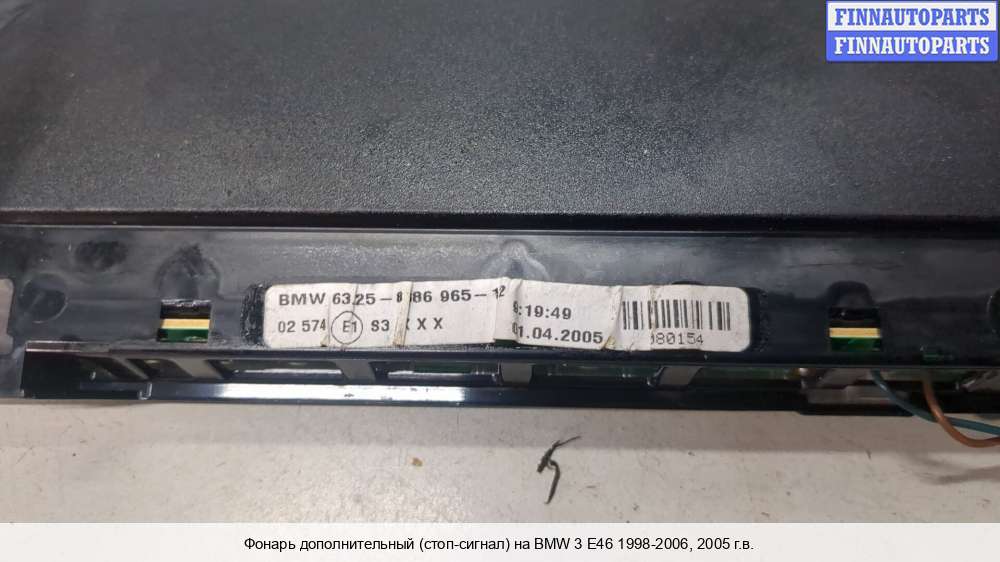 FINNAUTOPARTS
FINNAUTOPARTS
BMW 63.25- 86 965-
:19:49
02 574 E1 S3 X X
01.04.2005
080154
Фонарь дополнительный (стоп-сигнал) на BMW 3 E46 1998-2006, 2005 г.в.